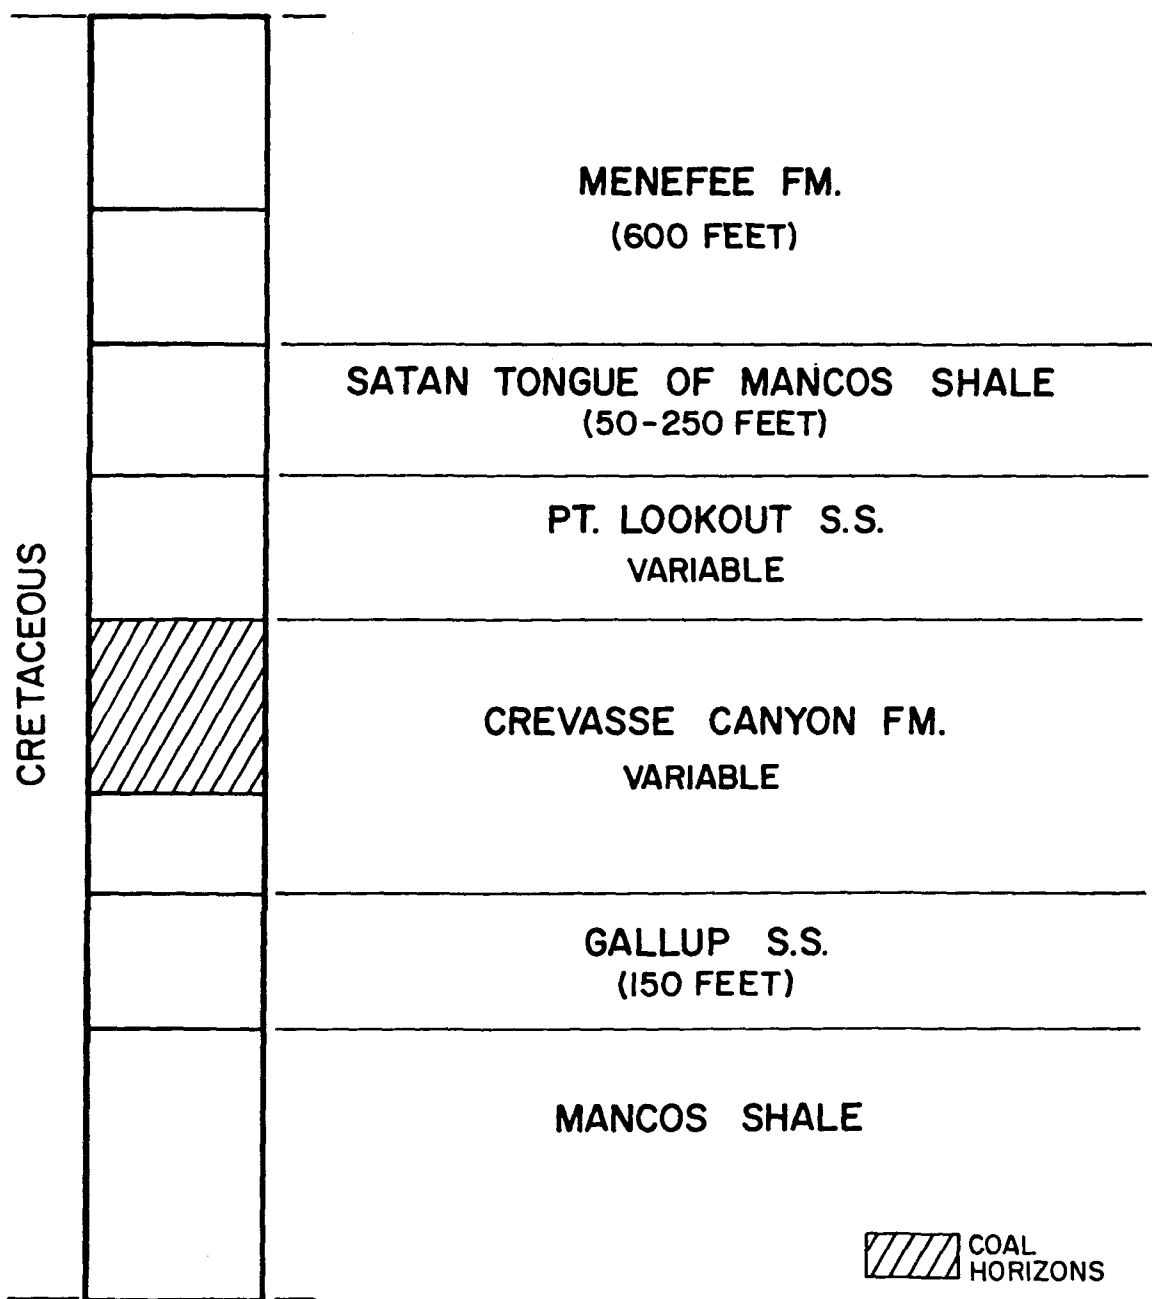 MENEFEE FM.
(600 FEET)
SATAN TONGUE OF MANCOS SHALE
(50-250 FEET)
PT. LOOKOUT S.S.
VARIABLE
CRETACEOUS
CREVASSE CANYON FM.
VARIABLE
GALLUP S.S.
(150 FEET)
MANCOS SHALE
COAL
HORIZONS